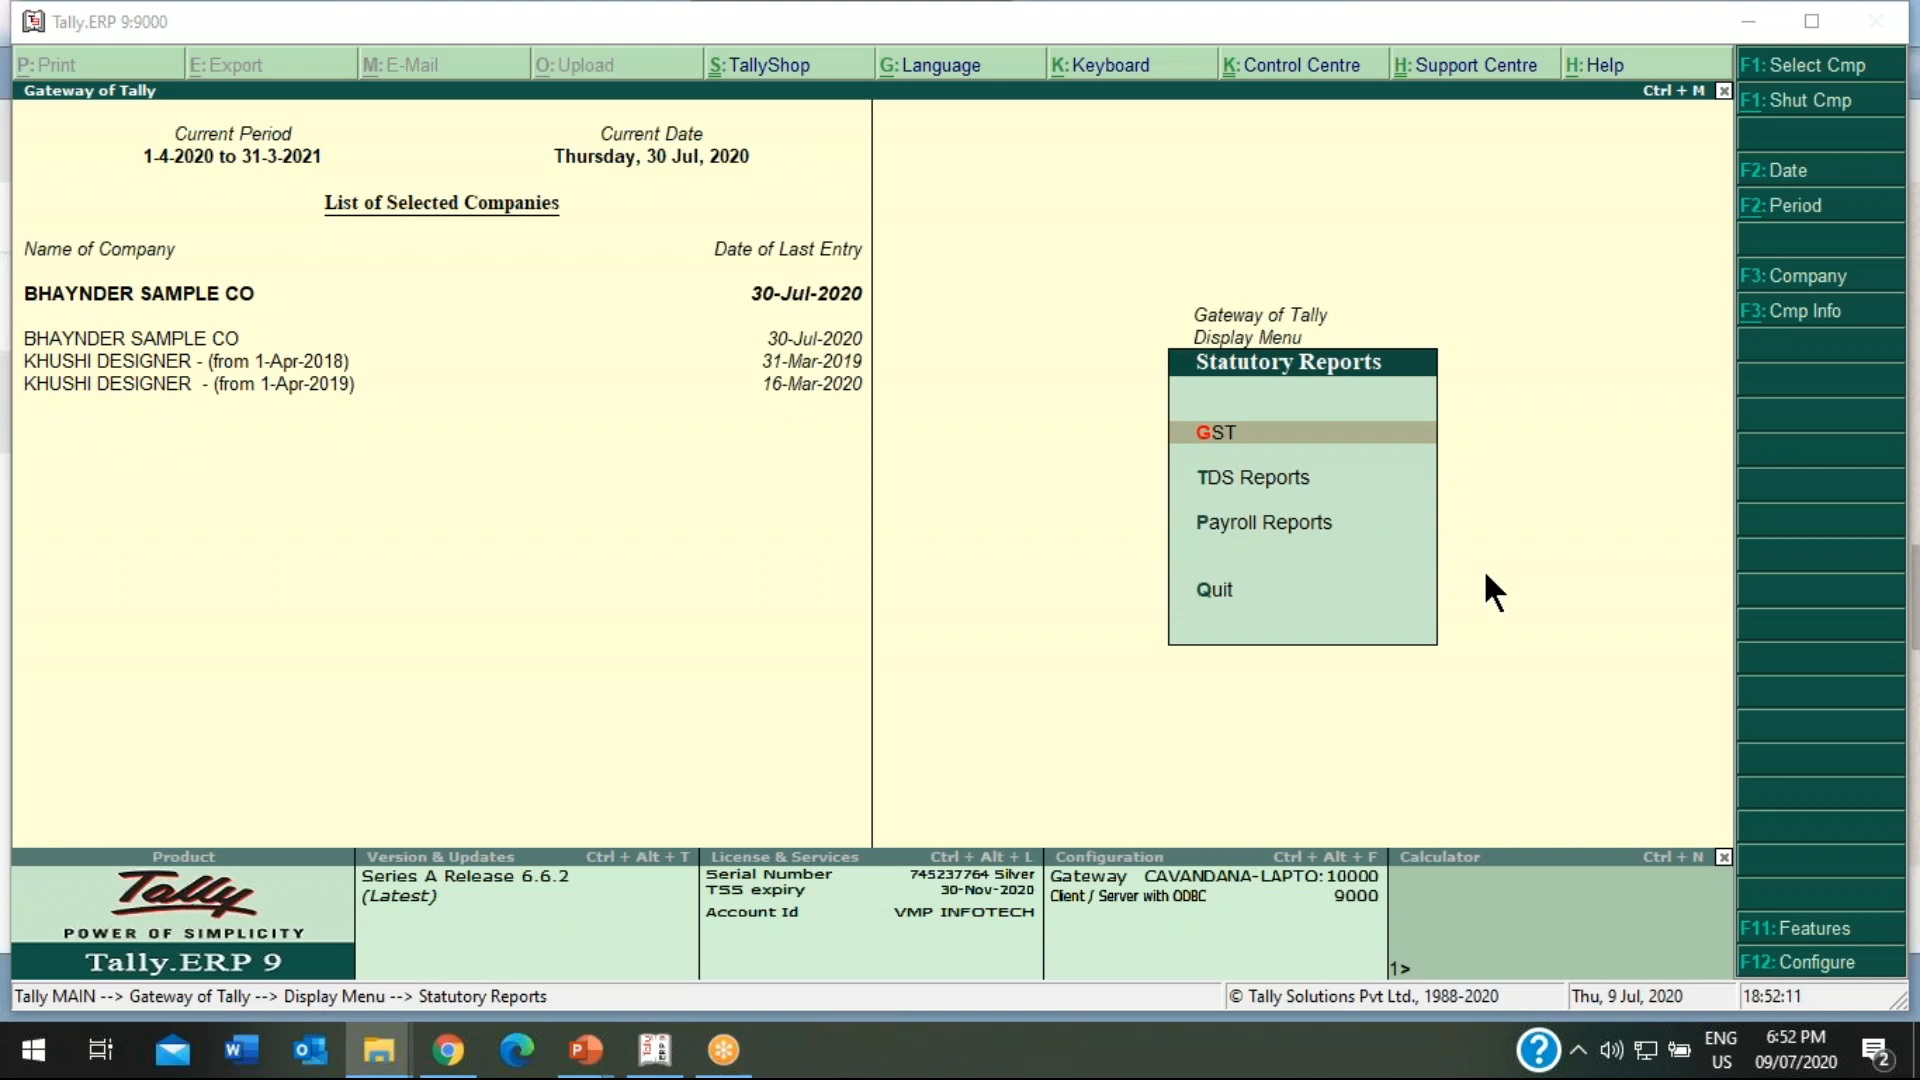 Tally.ERP 9:9000
P: Print
E: Export
M: E-Mail
O: Upload
S: TallyShop
G: Language
K: Keyboard
K: Control Centre
H: Support Centre
H: Help
Gateway of Tally
Ctrl + M
Current Period
Current Date
1-4-2020 to 31-3-2021
Thursday, 30 Jul, 2020
List of Selected Companies
Name of Company
Date of Last Entry
BHAYNDER SAMPLE CO
30-Jul-2020
BHAYNDER SAMPLE CO
30-Jul-2020
KHUSHI DESIGNER - (from 1-Apr-2018)
31-Mar-2019
KHUSHI DESIGNER - (from 1-Apr-2019)
16-Mar-2020
Gateway of Tally
Display Menu
Statutory Reports
GST
TDS Reports
Payroll Reports
Quit
F1: Select Cmp
F1: Shut Cmp
F2: Date
F2: Period
F3: Company
F3: Cmp Info
F11: Features
F12: Configure
Product
Tally
POWER OF SIMPLICITY
Tally.ERP 9
Version & Updates
Ctrl + Alt + T
Series A Release 6.6.2
(Latest)
License & Services
Ctrl + Alt + L
Serial Number
745237764 Silver
TSS expiry
30-Nov-2020
Account Id
VMP INFOTECH
Configuration
Ctrl + Alt + F
Gateway
CAVANDANA-LAPTO:10000
Client / Server with ODBC
9000
Calculator
Ctrl + N
1>
Tally MAIN --> Gateway of Tally --> Display Menu --> Statutory Reports
© Tally Solutions Pvt Ltd., 1988-2020
Thu, 9 Jul, 2020
18:52:11
ENG
US
6:52 PM
09/07/2020
2